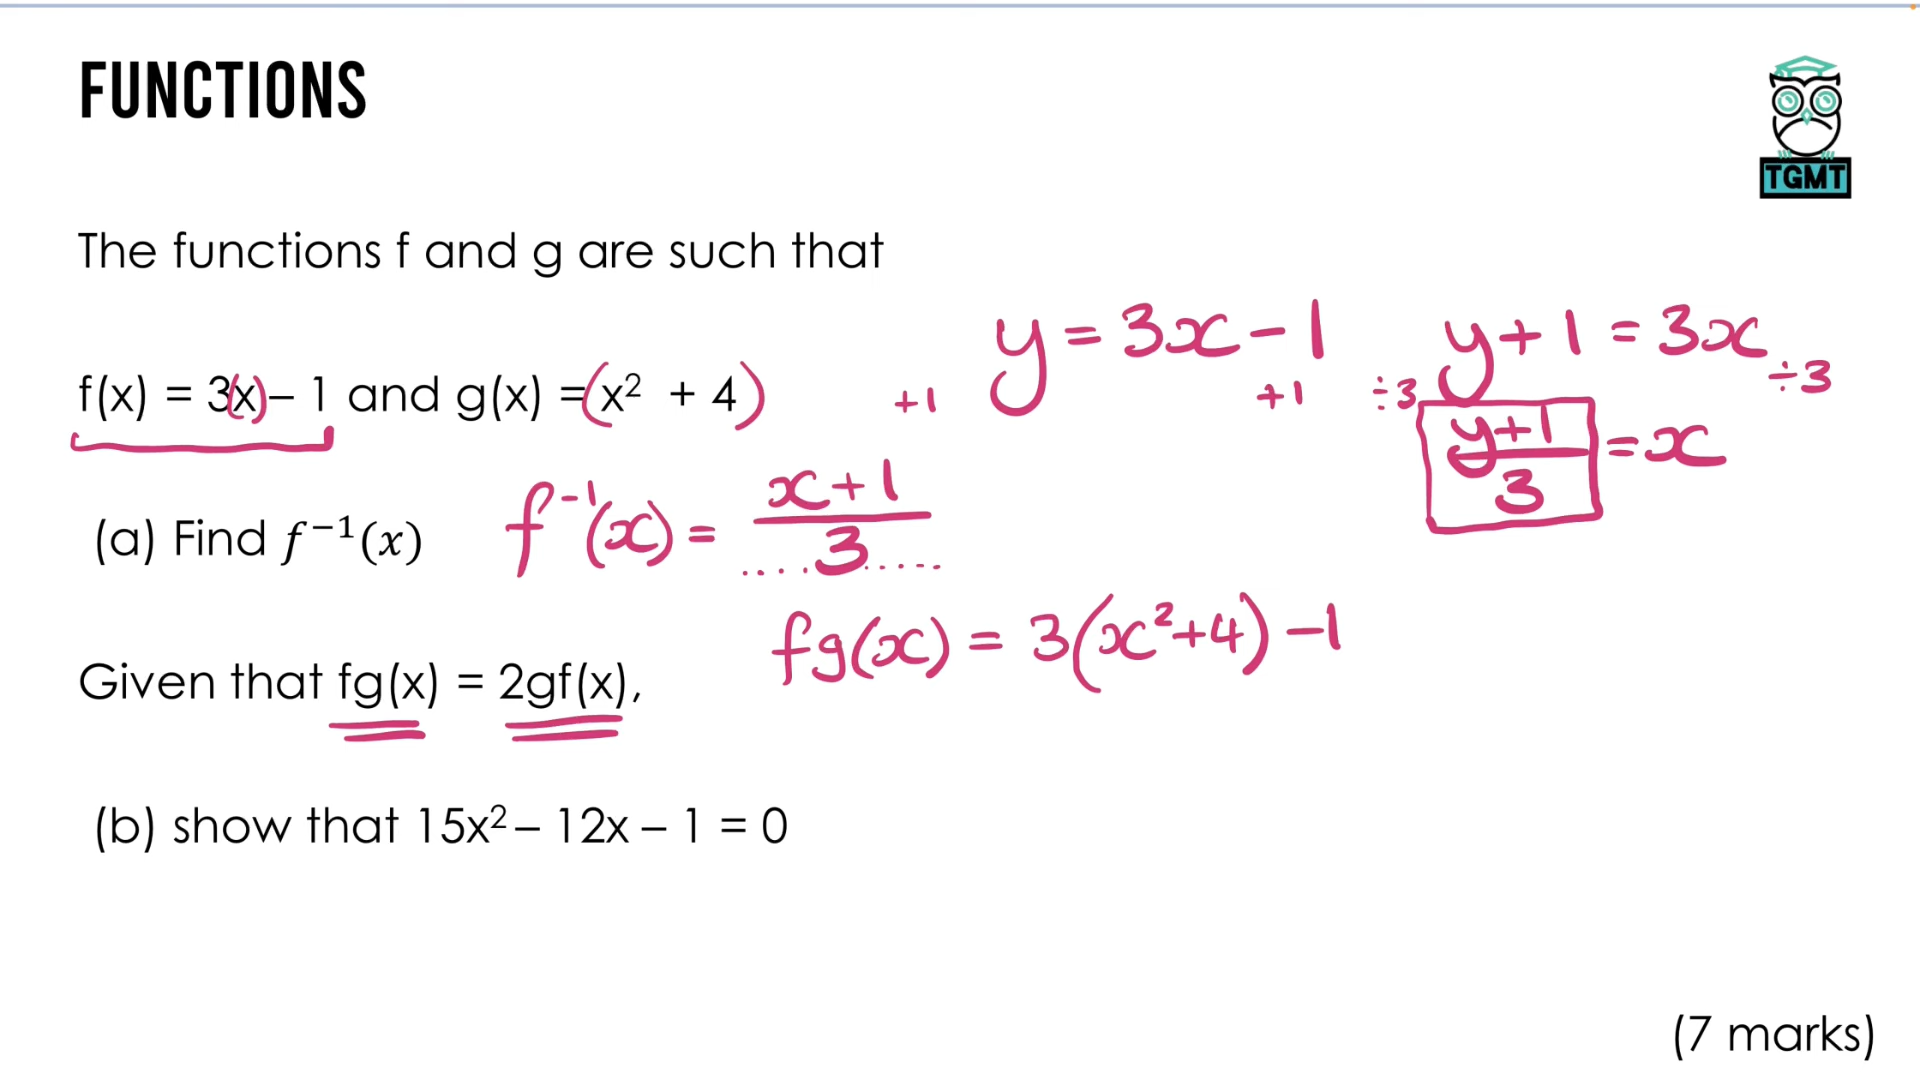 FUNCTIONS
TGMT
The functions f and g are such that
f(x) = 3(x) – 1 and g(x) = (x² + 4)
y = 3x - 1
+1 +1
y + 1 = 3x
÷3 ÷3
y+1/3 = x
(a) Find f⁻¹(x)
f⁻¹(x) = x+1/3
.... .....
fg(x) = 3(x²+4) -1
Given that fg(x) = 2gf(x),
(b) show that 15x² – 12x – 1 = 0
(7 marks)